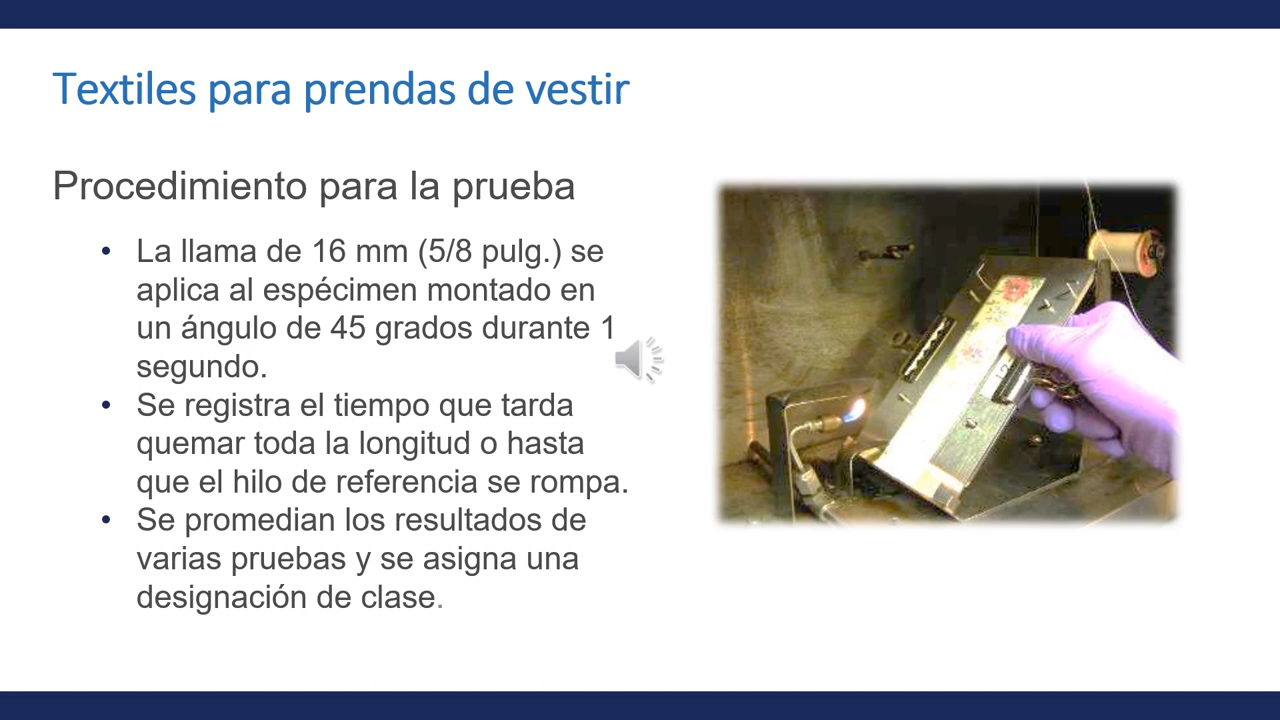 Textiles para prendas de vestir
Procedimiento para la prueba
• La llama de 16 mm (5/8 pulg.) se
aplica al espécimen montado en
un ángulo de 45 grados durante 1
segundo.
• Se registra el tiempo que tarda
quemar toda la longitud o hasta
que el hilo de referencia se rompa.
• Se promedian los resultados de
varias pruebas y se asigna una
designación de clase.